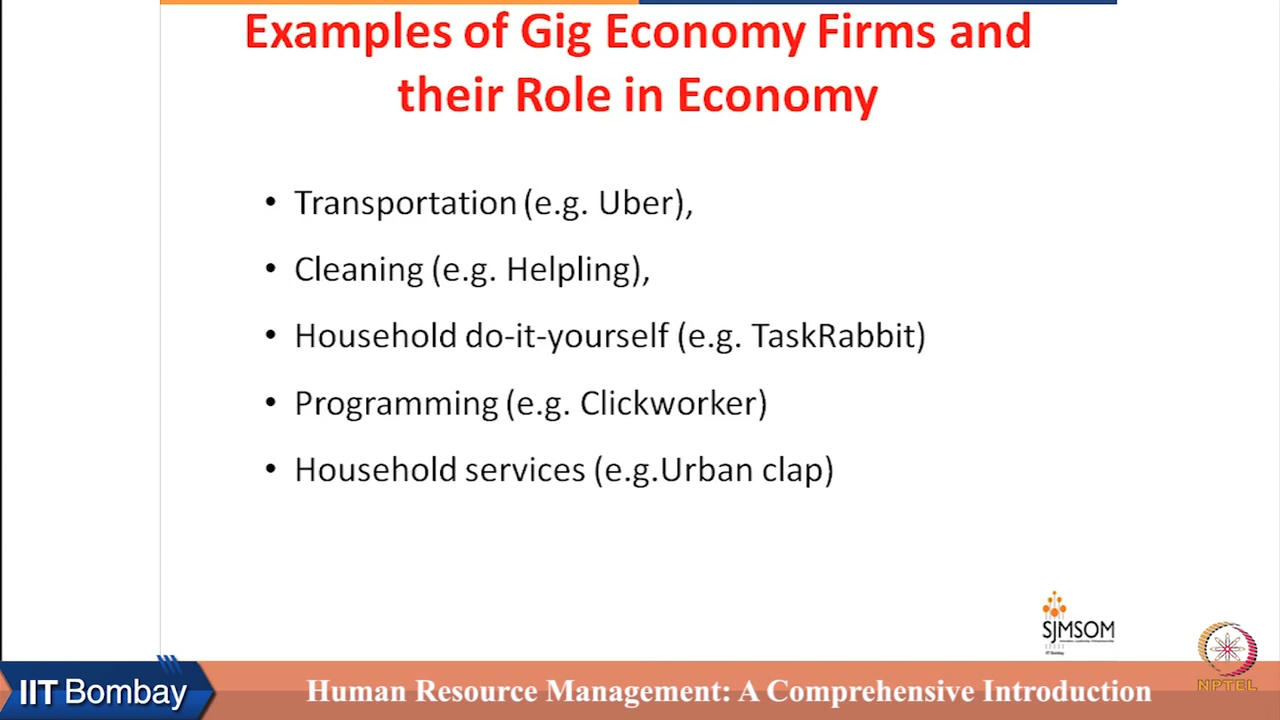 Examples of Gig Economy Firms and
their Role in Economy
• Transportation (e.g. Uber),
• Cleaning (e.g. Helpling),
• Household do-it-yourself (e.g. TaskRabbit)
• Programming (e.g. Clickworker)
• Household services (e.g.Urban clap)
SJMSOM
IIT Bombay
NPTEL
IIT Bombay
Human Resource Management: A Comprehensive Introduction